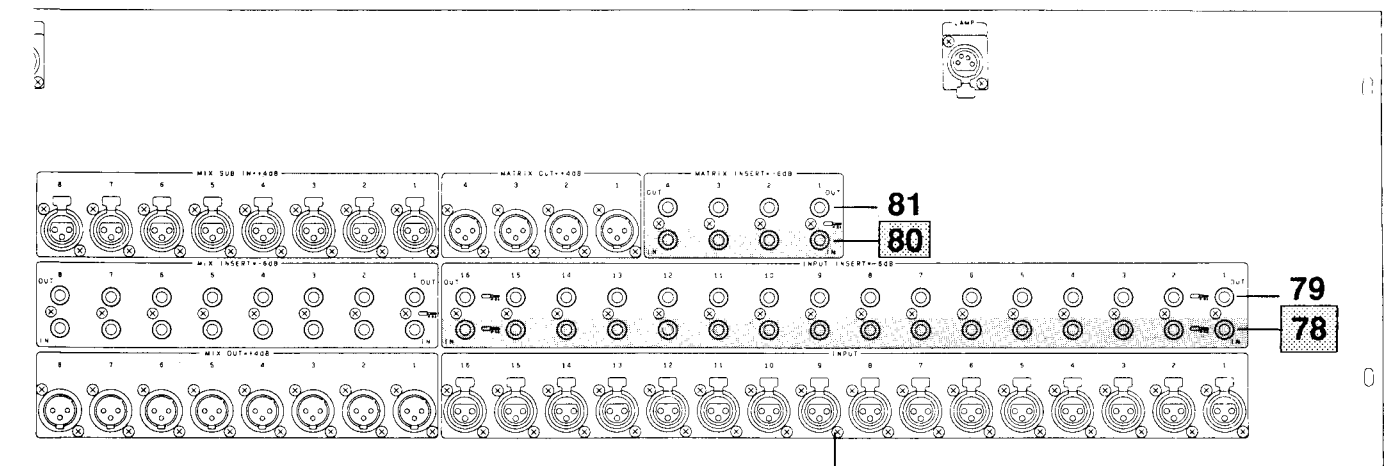 LAMP
MIX SUB IN=+4dB
8 7 6 5 4 3 2 1
MATRIX OUT=+4dB
4 3 2 1
MATRIX INSERT=-6dB
4 3 2 1
OUT OUT
IN IN
81
80
MIX INSERT=-6dB
8 7 6 5 4 3 2 1
OUT OUT
IN IN
INPUT INSERT=-6dB
16 15 14 13 12 11 10 9 8 7 6 5 4 3 2 1
OUT OUT
IN IN
79
78
MIX OUT=+4dB
8 7 6 5 4 3 2 1
INPUT
16 15 14 13 12 11 10 9 8 7 6 5 4 3 2 1